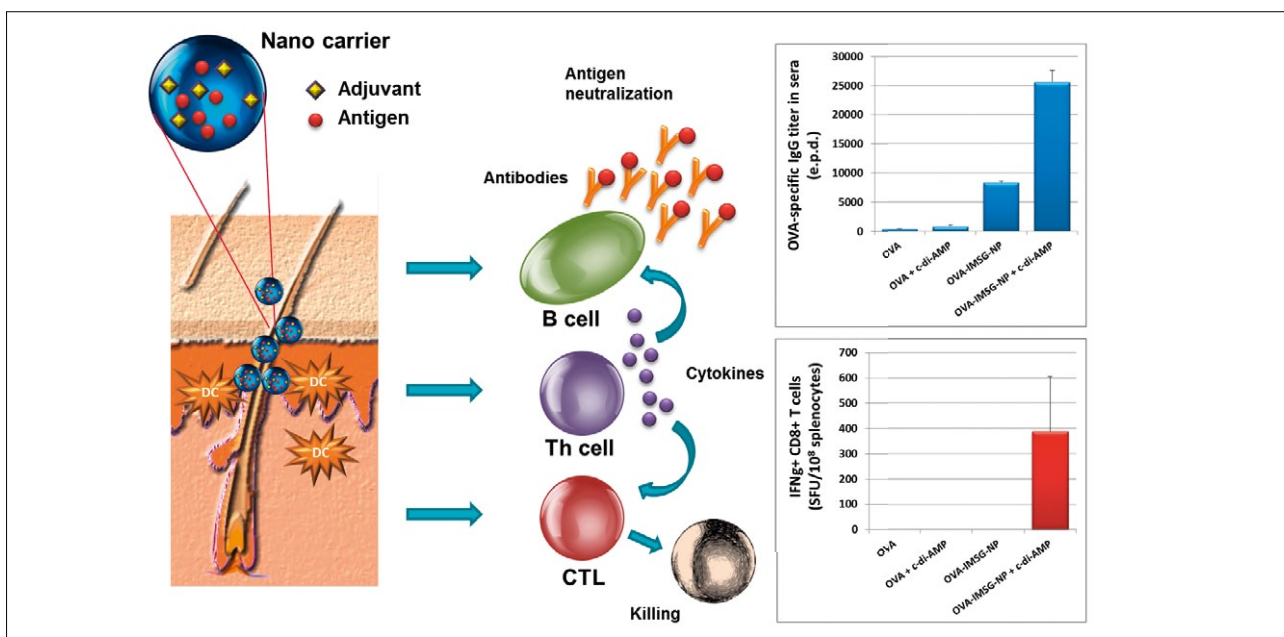 Nano carrier
Adjuvant
Antigen
DC
DC
DC
Antigen
neutralization
Antibodies
B cell
Cytokines
Th cell
CTL
Killing
OVA-specific IgG titer in sera
(e.p.d.)
30000
25000
20000
15000
10000
5000
0
OVA
OVA + c-di-AMP
OVA-IMSG-NP
OVA-IMSG-NP + c-di-AMP
IFNg+ CD8+ T cells
(SFU/10⁸ splenocytes)
700
600
500
400
300
200
100
0
OVA
OVA + c-di-AMP
OVA-IMSG-NP
OVA-IMSG-NP + c-di-AMP